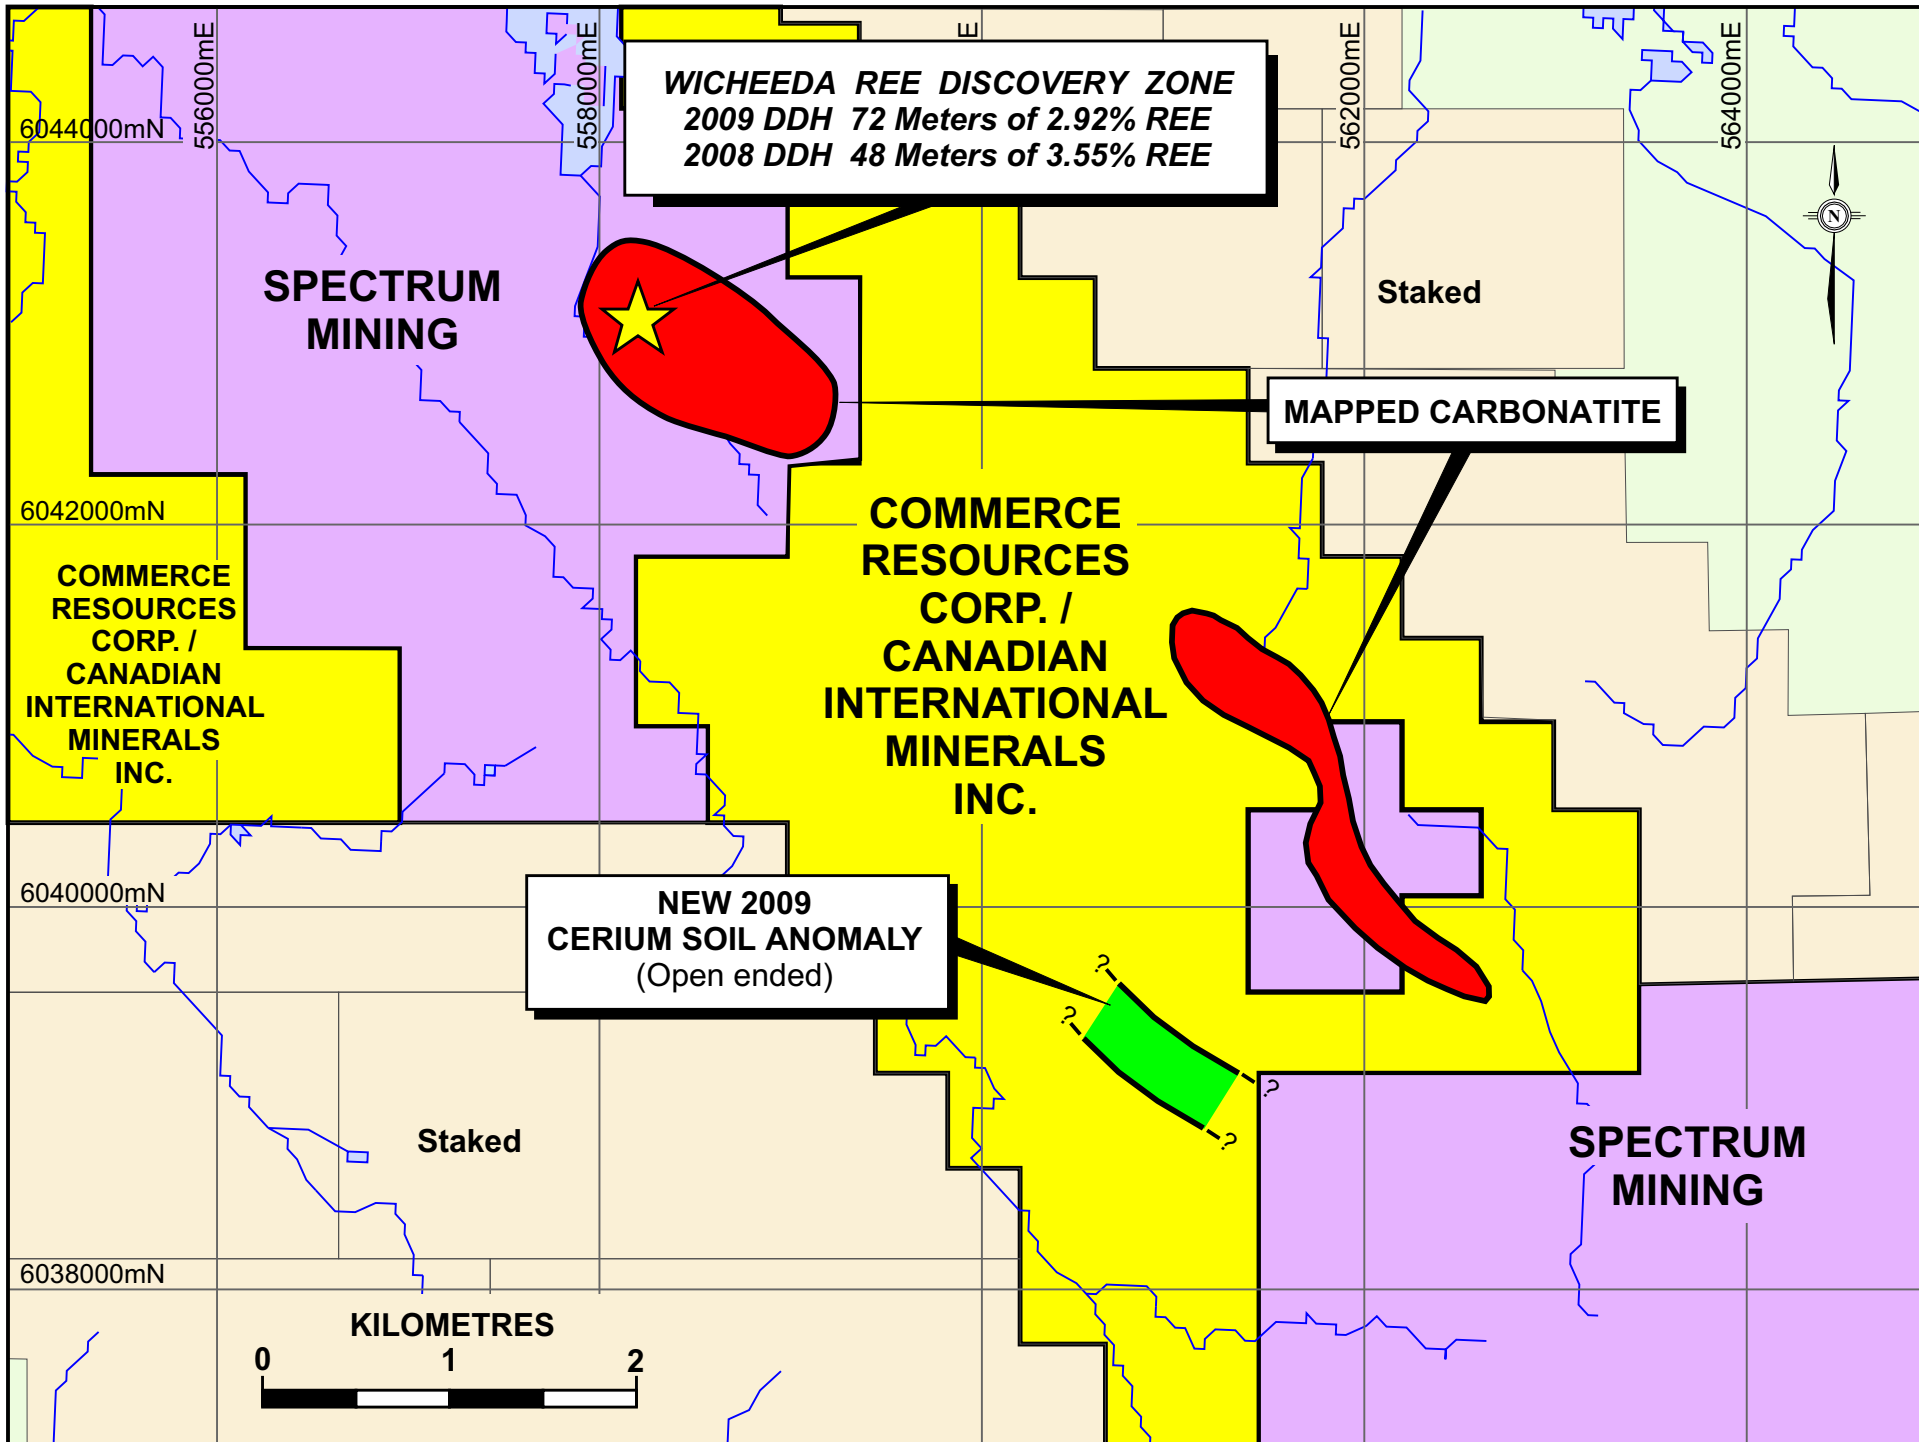 556000mE
558000mE
E
562000mE
564000mE
WICHEEDA REE DISCOVERY ZONE
2009 DDH 72 Meters of 2.92% REE
2008 DDH 48 Meters of 3.55% REE
6044000mN
N
SPECTRUM
MINING
Staked
MAPPED CARBONATITE
6042000mN
COMMERCE
RESOURCES
CORP. /
CANADIAN
INTERNATIONAL
MINERALS
INC.
COMMERCE
RESOURCES
CORP. /
CANADIAN
INTERNATIONAL
MINERALS
INC.
6040000mN
NEW 2009
CERIUM SOIL ANOMALY
(Open ended)
?
?
?
?
Staked
SPECTRUM
MINING
6038000mN
KILOMETRES
0 1 2